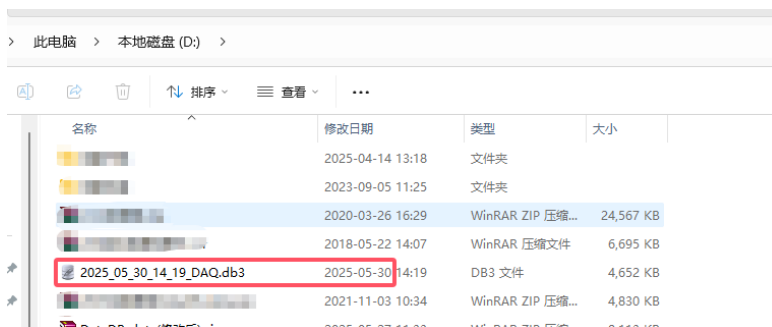 此电脑 本地磁盘 (D:)
排序 查看 ...
名称 修改日期 类型 大小
2025-04-14 13:18 文件夹
2023-09-05 11:25 文件夹
2020-03-26 16:29 WinRAR ZIP 压缩... 24,567 KB
2018-05-22 14:07 WinRAR 压缩文件 6,695 KB
2025_05_30_14_19_DAQ.db3 2025-05-30 14:19 DB3 文件 4,652 KB
2021-11-03 10:34 WinRAR ZIP 压缩... 4,830 KB